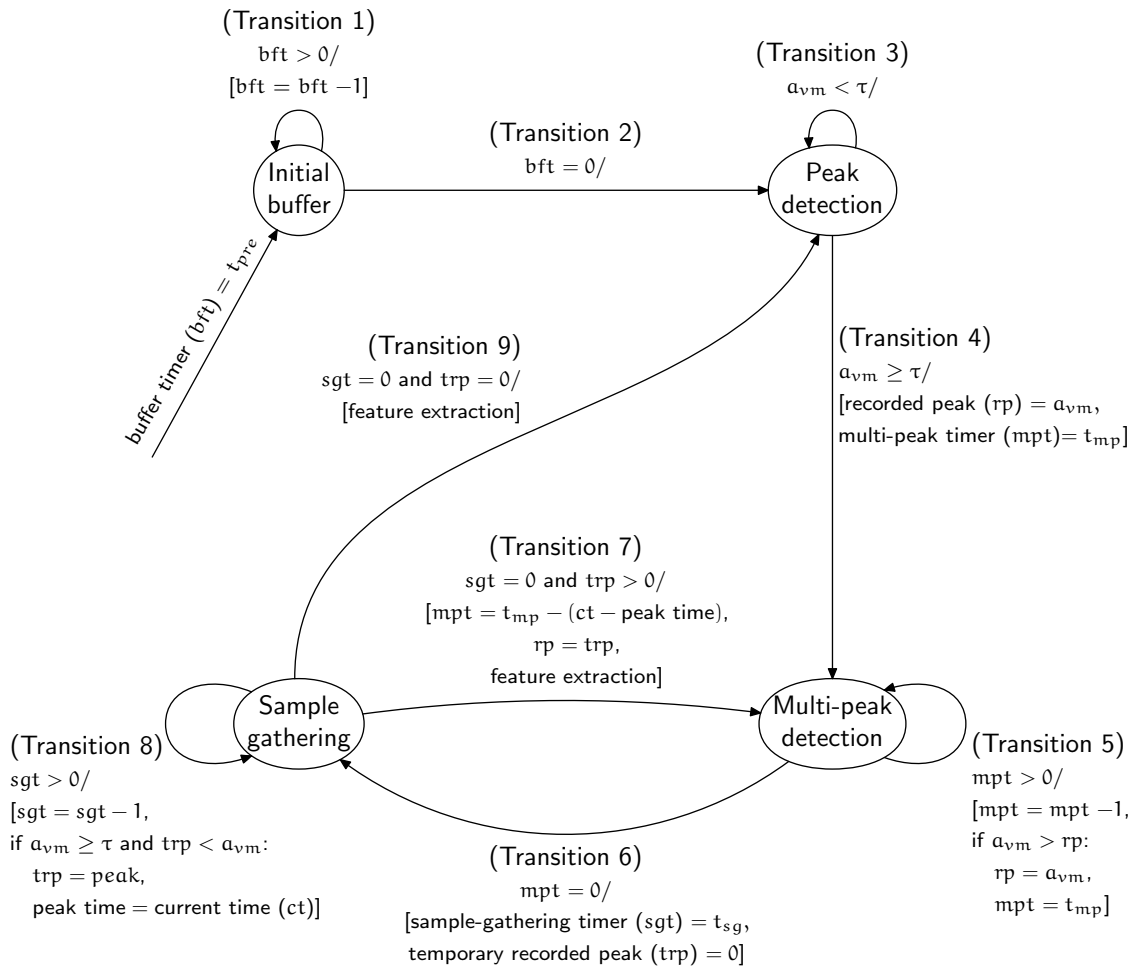 (Transition 1)
bft > 0/
[bft = bft −1]
(Transition 3)
a_vm < τ/
(Transition 2)
bft = 0/
Initial
buffer
Peak
detection
buffer timer (bft) = t_pre
(Transition 9)
sgt = 0 and trp = 0/
[feature extraction]
(Transition 4)
a_vm ≥ τ/
[recorded peak (rp) = a_vm,
multi-peak timer (mpt)= t_mp]
(Transition 7)
sgt = 0 and trp > 0/
[mpt = t_mp − (ct − peak time),
rp = trp,
feature extraction]
Sample
gathering
Multi-peak
detection
(Transition 8)
sgt > 0/
[sgt = sgt − 1,
if a_vm ≥ τ and trp < a_vm:
trp = peak,
peak time = current time (ct)]
(Transition 5)
mpt > 0/
[mpt = mpt −1,
if a_vm > rp:
rp = a_vm,
mpt = t_mp]
(Transition 6)
mpt = 0/
[sample-gathering timer (sgt) = t_sg,
temporary recorded peak (trp) = 0]